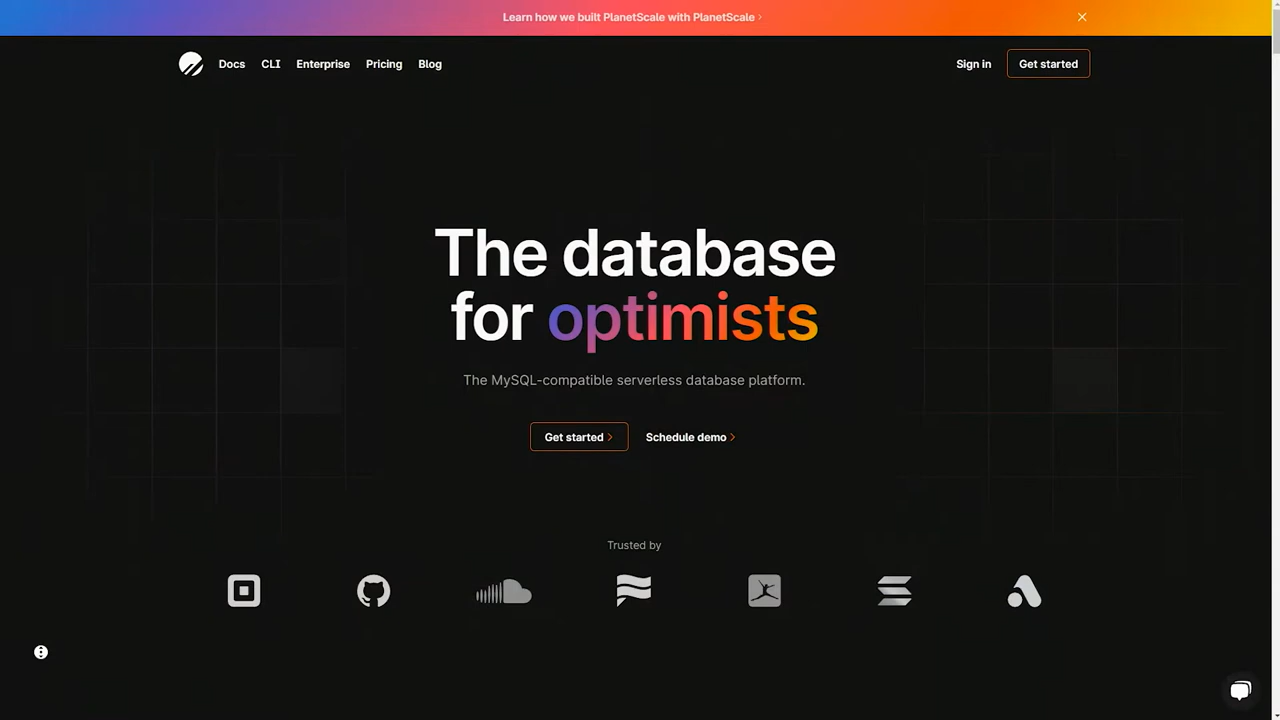 Learn how we built PlanetScale with PlanetScale
Docs CLI Enterprise Pricing Blog Sign in Get started
The database
for optimists
The MySQL-compatible serverless database platform.
Get started Schedule demo
Trusted by